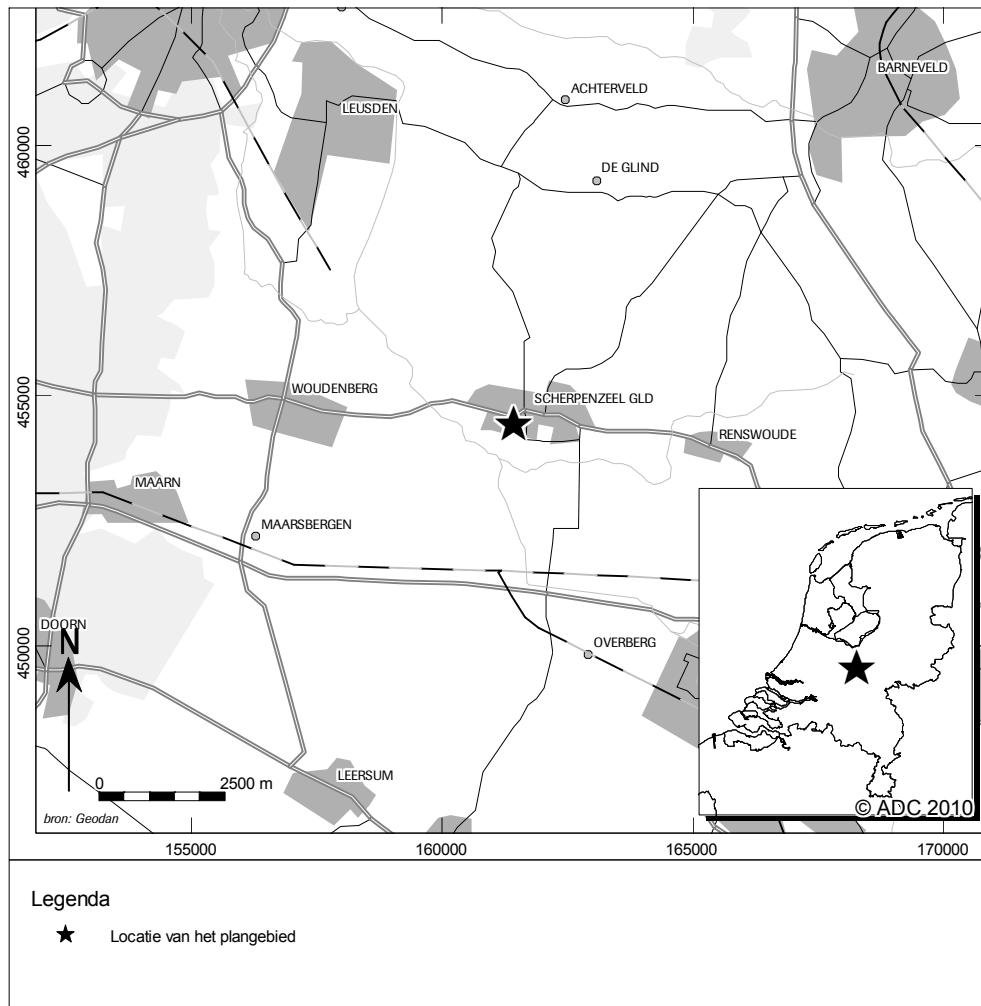 BARNEVELD
ACHTERVELD
LEUSDEN
460000
DE GLIND
WOUDENBERG
SCHERPENZEEL GLD
455000
RENSWOUDE
MAARN
MAARSBERGEN
DOORN
N
450000
OVERBERG
0 2500 m
LEERSUM
bron: Geodan
© ADC 2010
155000 160000 165000 170000
Legenda
Locatie van het plangebied